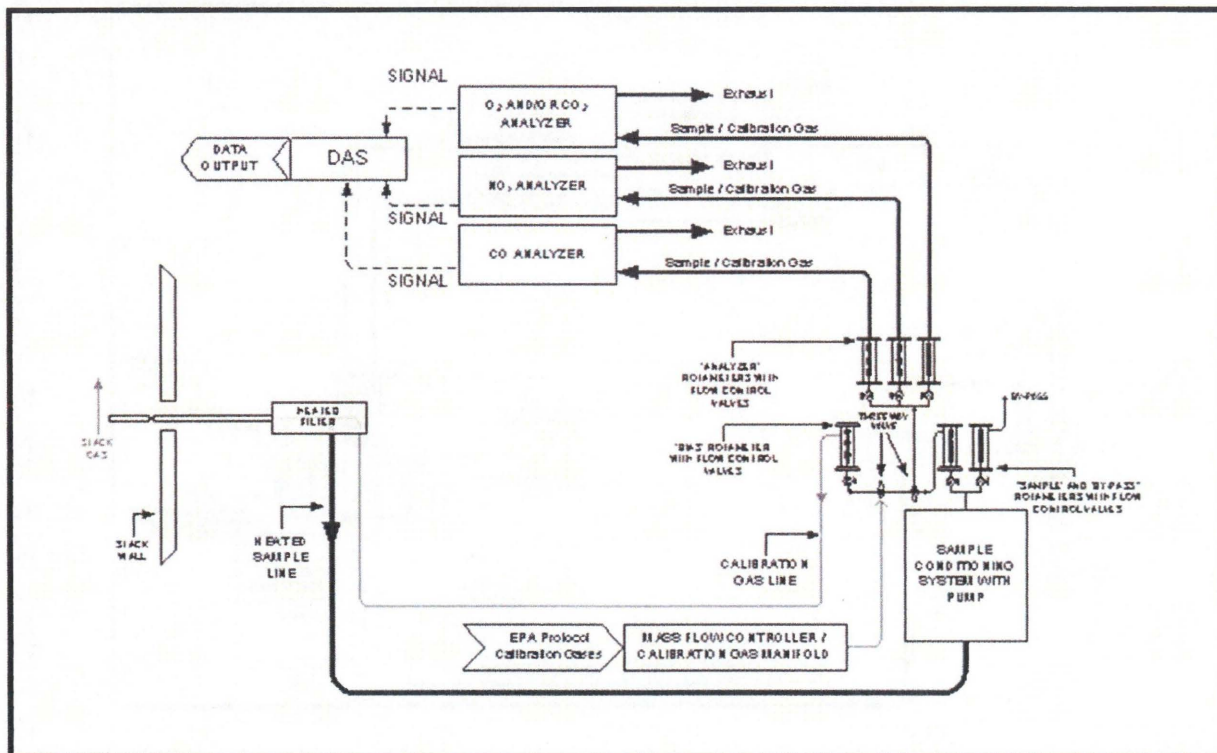 SIGNAL
O₂ AND/OR CO₂
ANALYZER
Exhaust
Sample / Calibration Gas
DATA
OUTPUT
DAS
NOₓ ANALYZER
Exhaust
Sample / Calibration Gas
SIGNAL
CO ANALYZER
Exhaust
Sample / Calibration Gas
SIGNAL
"ANALYZER"
ROTAMETERS WITH
FLOW CONTROL
VALVES
THREE WAY
VALVE
BY-PASS
STACK
GAS
HEATED
FILTER
"BIAS" ROTAMETER
WITH FLOW CONTROL
VALVES
"SAMPLE" AND "BY-PASS"
ROTAMETERS WITH FLOW
CONTROL VALVES
STACK
WALL
HEATED
SAMPLE
LINE
CALIBRATION
GAS LINE
SAMPLE
CONDITIONING
SYSTEM WITH
PUMP
EPA Protocol
Calibration Gases
MASS FLOW CONTROLLER /
CALIBRATION GAS MANIFOLD